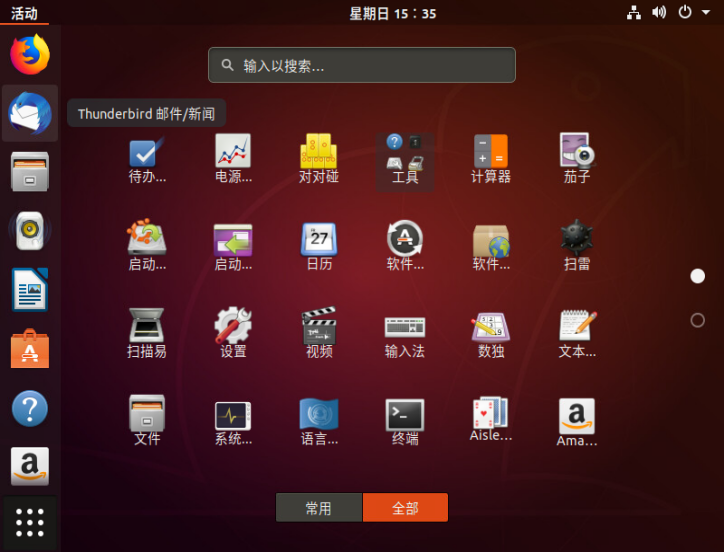 活动
星期日 15：35
输入以搜索...
Thunderbird 邮件/新闻
待办...
电源...
对对碰
工具
计算器
茄子
启动...
启动...
27
日历
软件...
软件...
扫雷
扫描易
设置
视频
输入法
数独
文本...
文件
系统...
语言...
终端
Aisle...
Ama...
常用
全部